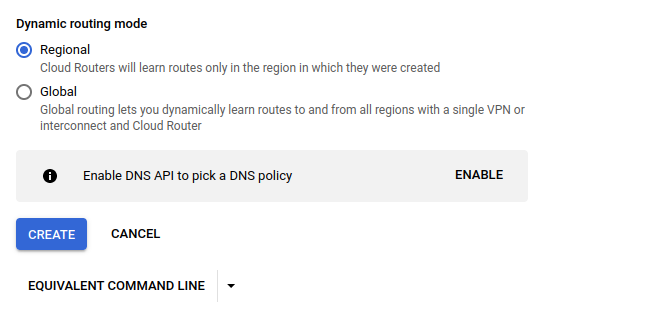 Dynamic routing mode
Regional
Cloud Routers will learn routes only in the region in which they were created
Global
Global routing lets you dynamically learn routes to and from all regions with a single VPN or
interconnect and Cloud Router
Enable DNS API to pick a DNS policy ENABLE
CREATE CANCEL
EQUIVALENT COMMAND LINE